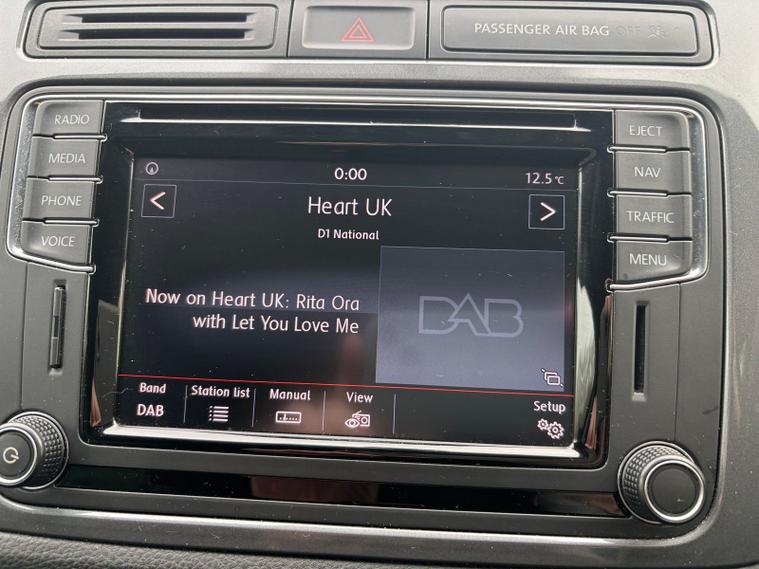 PASSENGER AIR BAG OFF
RADIO
MEDIA
PHONE
VOICE
0:00
12.5 °C
Heart UK
D1 National
Now on Heart UK: Rita Ora
with Let You Love Me
DAB
Band
DAB
Station list
Manual
View
Setup
EJECT
NAV
TRAFFIC
MENU